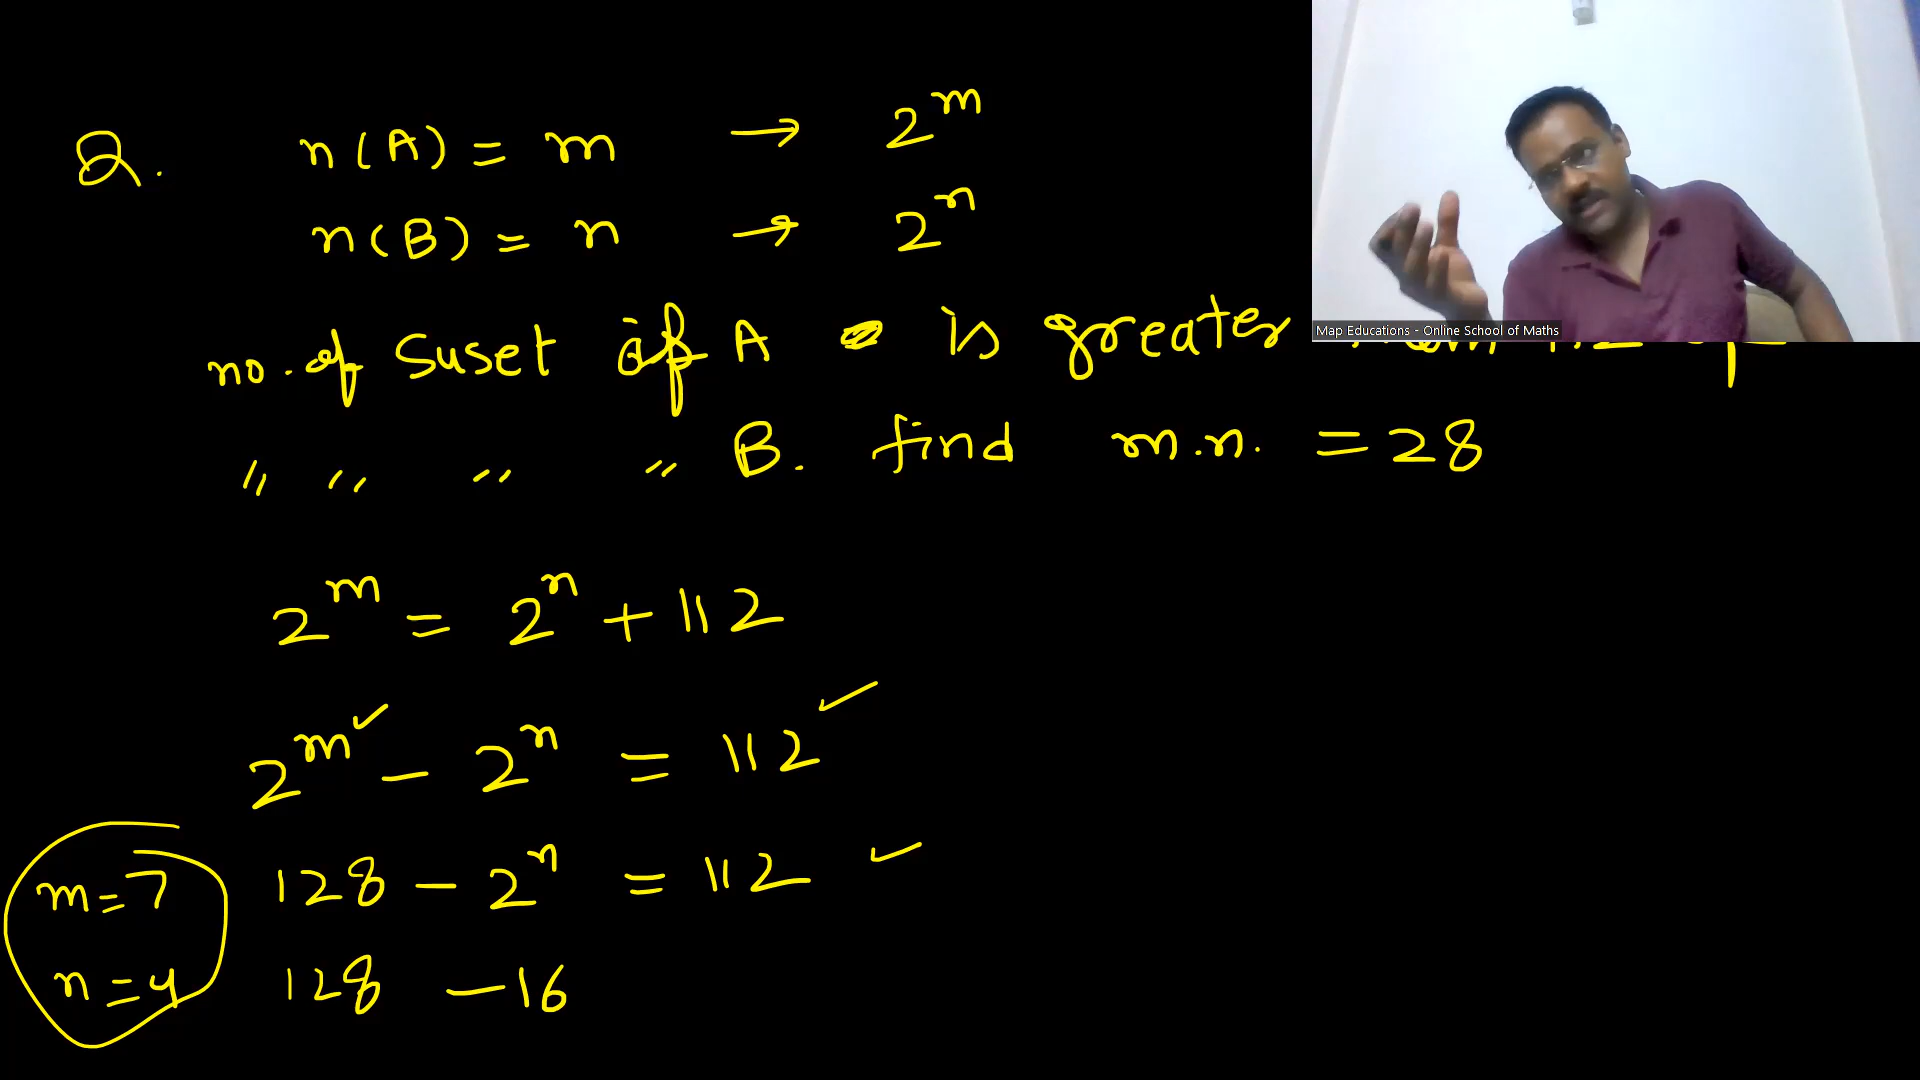 Q. n(A) = m → 2^m
n(B) = n → 2^n
no. of Suset of A is greater
Map Educations - Online School of Maths
〃 〃 〃 〃 B. find m.n. = 28
2^m = 2^n + 112
2^m ✓ - 2^n = 112 ✓
m=7 128 - 2^n = 112 ✓
n=4 128 - 16